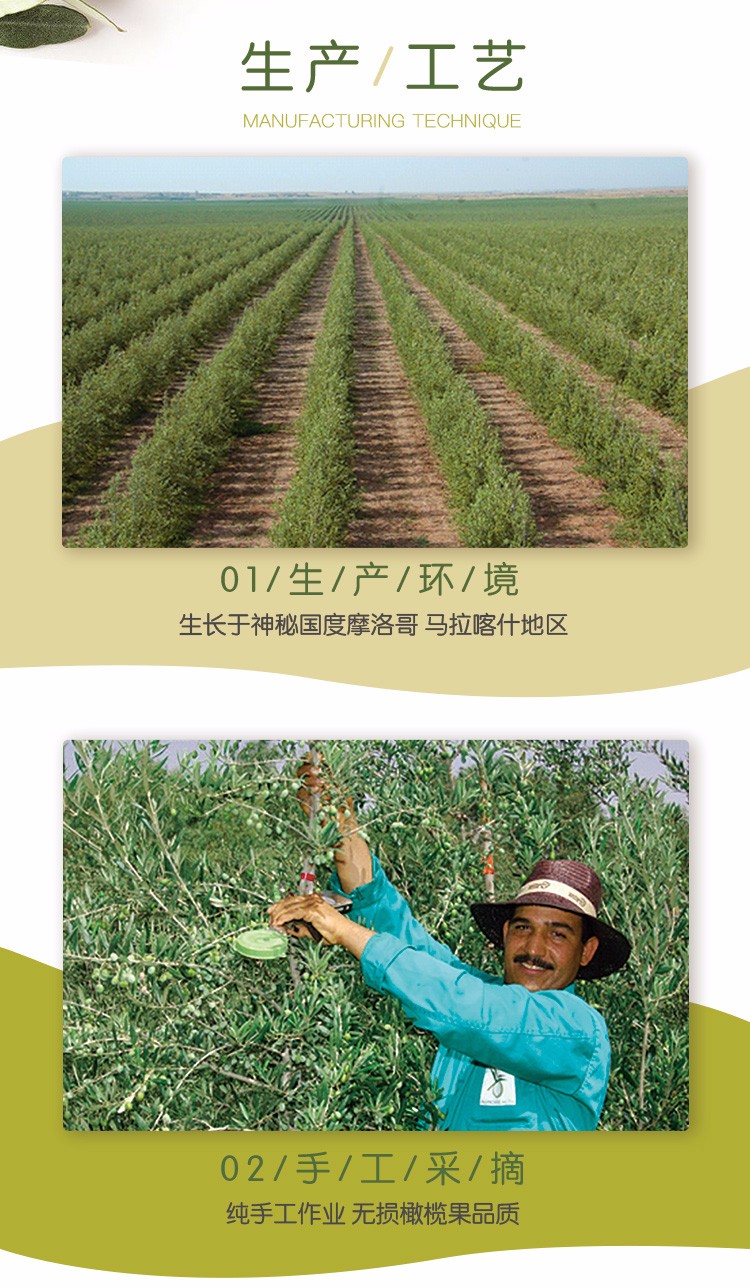 生产/工艺
MANUFACTURING TECHNIQUE
01/生/产/环/境
生长于神秘国度摩洛哥 马拉喀什地区
02/手/工/采/摘
纯手工作业 无损橄榄果品质